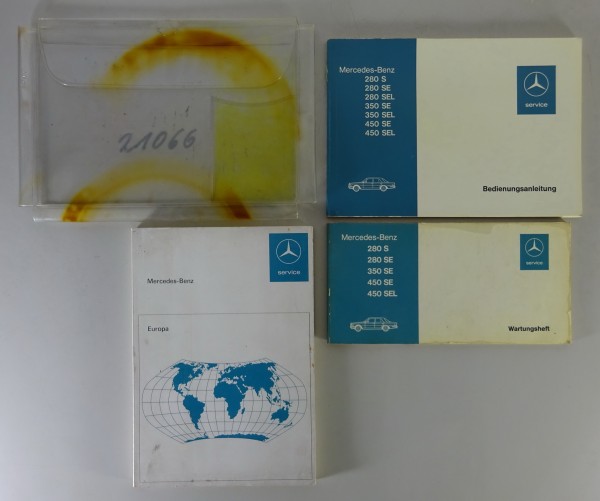 21066
Mercedes-Benz
280 S
280 SE
280 SEL
350 SE
350 SEL
450 SE
450 SEL
service
Bedienungsanleitung
Mercedes-Benz
280 S
280 SE
350 SE
450 SE
450 SEL
service
Wartungsheft
service
Mercedes-Benz
Europa